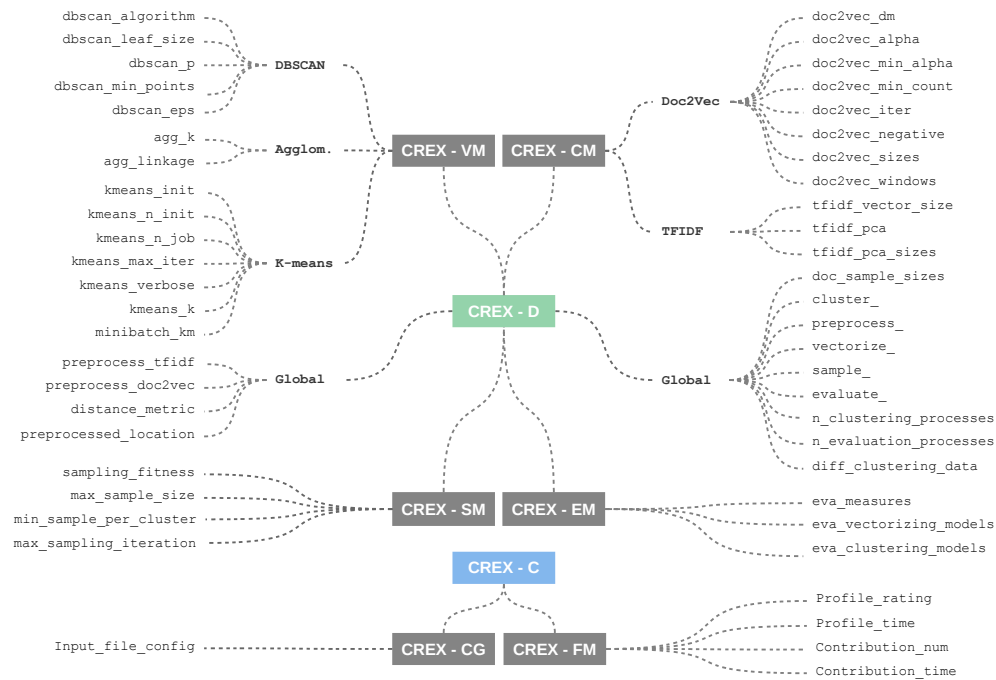 dbscan_algorithm
dbscan_leaf_size
dbscan_p
dbscan_min_points
dbscan_eps
DBSCAN
agg_k
agg_linkage
Agglom.
kmeans_init
kmeans_n_init
kmeans_n_job
kmeans_max_iter
kmeans_verbose
kmeans_k
minibatch_km
K-means
preprocess_tfidf
preprocess_doc2vec
distance_metric
preprocessed_location
Global
sampling_fitness
max_sample_size
min_sample_per_cluster
max_sampling_iteration
CREX - VM
CREX - CM
CREX - D
CREX - SM
CREX - EM
doc2vec_dm
doc2vec_alpha
doc2vec_min_alpha
doc2vec_min_count
doc2vec_iter
doc2vec_negative
doc2vec_sizes
doc2vec_windows
Doc2Vec
tfidf_vector_size
tfidf_pca
tfidf_pca_sizes
TFIDF
doc_sample_sizes
cluster_
preprocess_
vectorize_
sample_
evaluate_
n_clustering_processes
n_evaluation_processes
diff_clustering_data
Global
eva_measures
eva_vectorizing_models
eva_clustering_models
CREX - C
Input_file_config
CREX - CG
CREX - FM
Profile_rating
Profile_time
Contribution_num
Contribution_time